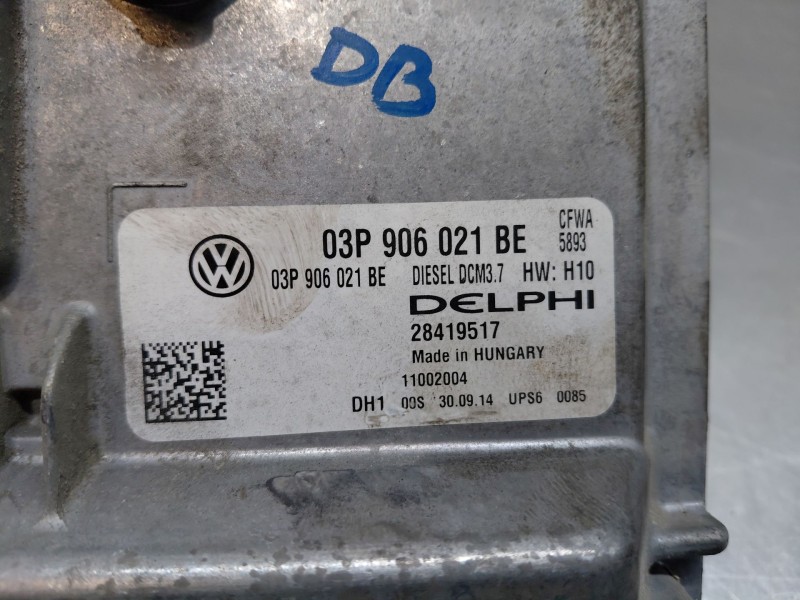 DB
03P 906 021 BE
CFWA
5893
03P 906 021 BE DIESEL DCM3.7 HW: H10
DELPHI
28419517
Made in HUNGARY
11002004
DH1 00S 30.09.14 UPS6 0085